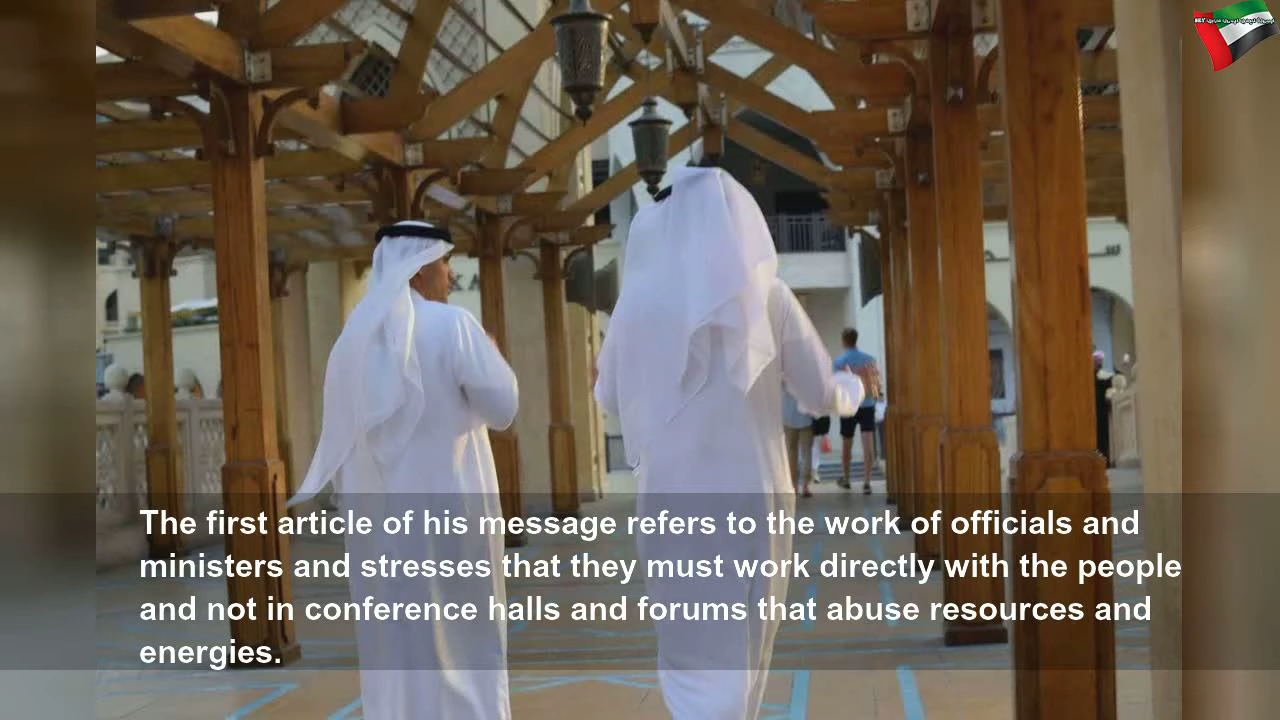 The first article of his message refers to the work of officials and
ministers and stresses that they must work directly with the people
and not in conference halls and forums that abuse resources and
energies.